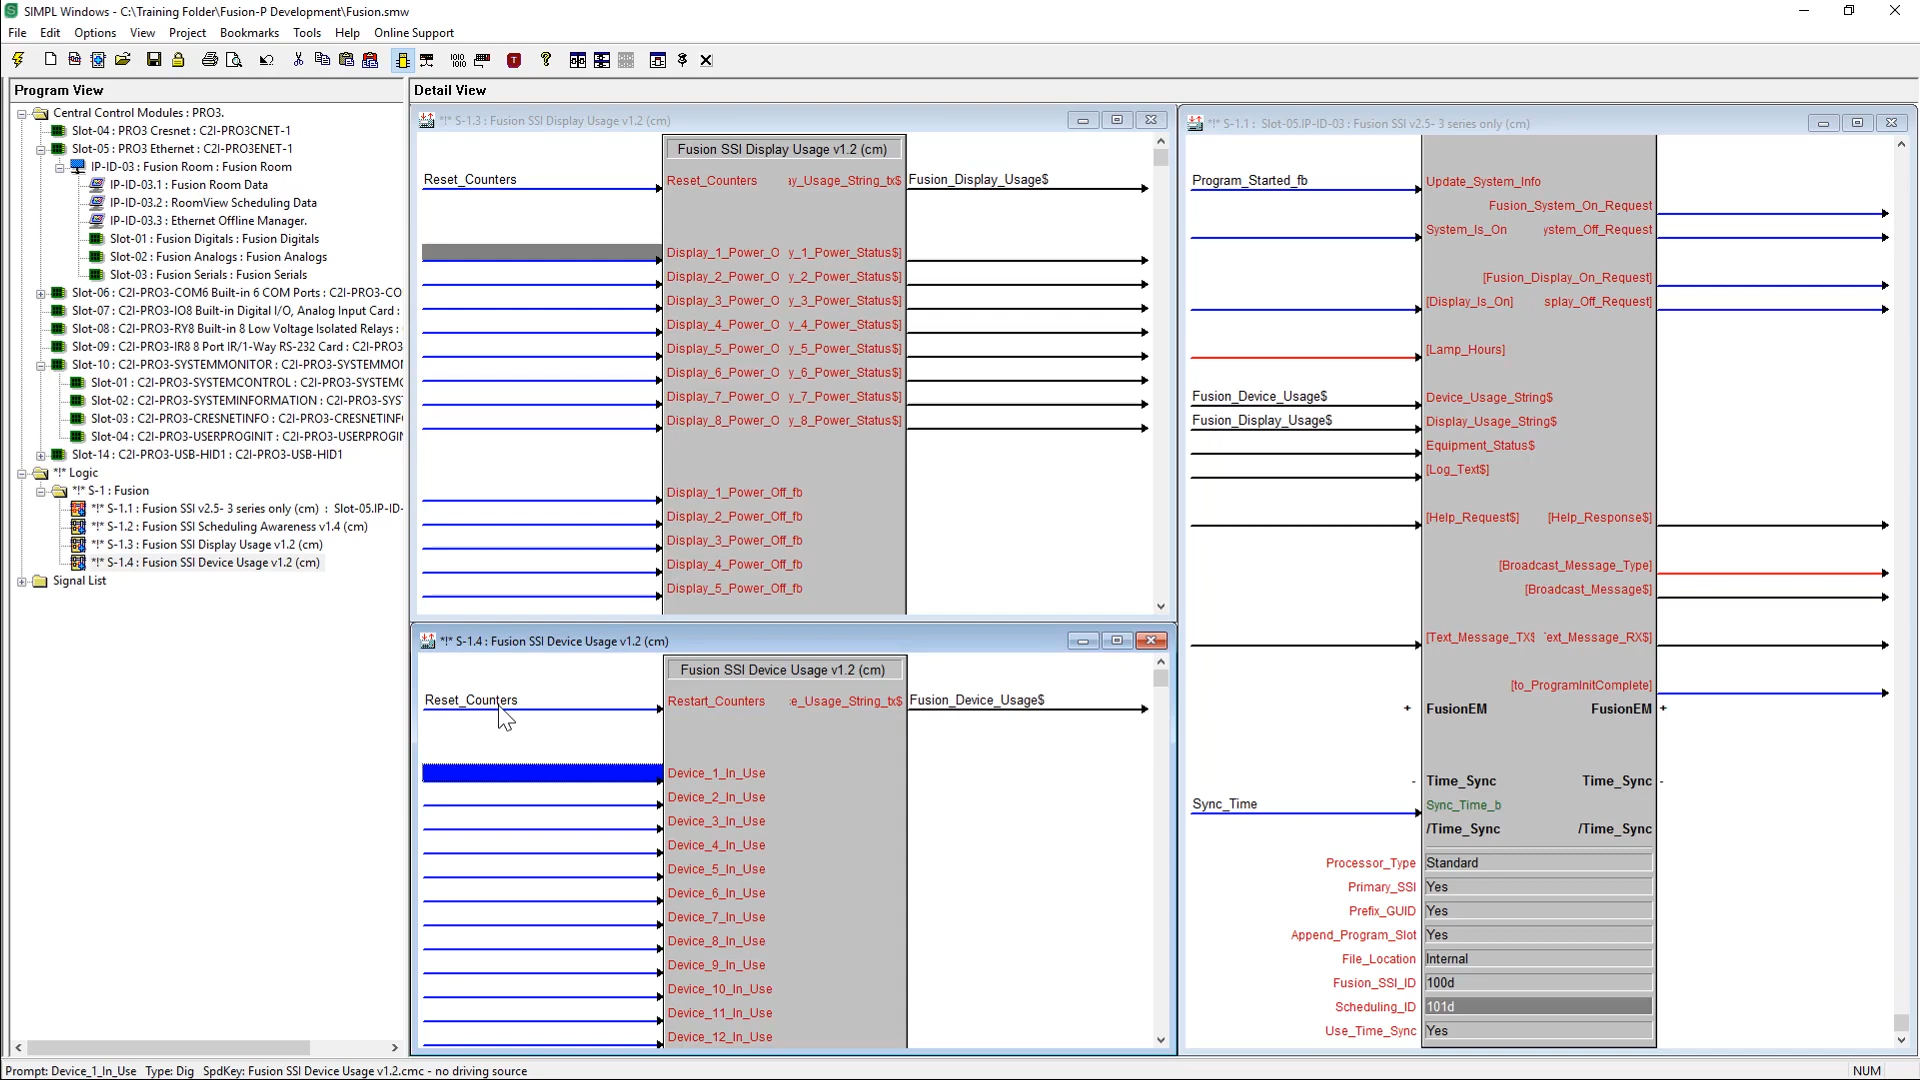 SIMPL Windows - C:\Training Folder\Fusion-P Development\Fusion.smw
File Edit Options View Project Bookmarks Tools Help Online Support
Program View
Central Control Modules : PRO3.
Slot-04 : PRO3 Cresnet : C2I-PRO3CNET-1
Slot-05 : PRO3 Ethernet : C2I-PRO3ENET-1
IP-ID-03 : Fusion Room : Fusion Room
IP-ID-03.1 : Fusion Room Data
IP-ID-03.2 : RoomView Scheduling Data
IP-ID-03.3 : Ethernet Offline Manager.
Slot-01 : Fusion Digitals : Fusion Digitals
Slot-02 : Fusion Analogs : Fusion Analogs
Slot-03 : Fusion Serials : Fusion Serials
Slot-06 : C2I-PRO3-COM6 Built-in 6 COM Ports : C2I-PRO3-CO
Slot-07 : C2I-PRO3-IO8 Built-in Digital I/O, Analog Input Card :
Slot-08 : C2I-PRO3-RY8 Built-in 8 Low Voltage Isolated Relays :
Slot-09 : C2I-PRO3-IR8 8 Port IR/1-Way RS-232 Card : C2I-PRO3
Slot-10 : C2I-PRO3-SYSTEMMONITOR : C2I-PRO3-SYSTEMMON
Slot-01 : C2I-PRO3-SYSTEMCONTROL : C2I-PRO3-SYSTEMC
Slot-02 : C2I-PRO3-SYSTEMINFORMATION : C2I-PRO3-SYS
Slot-03 : C2I-PRO3-CRESNETINFO : C2I-PRO3-CRESNETINF
Slot-04 : C2I-PRO3-USERPROGINIT : C2I-PRO3-USERPROGIN
Slot-14 : C2I-PRO3-USB-HID1 : C2I-PRO3-USB-HID1
*!* Logic
*!* S-1 : Fusion
*!* S-1.1 : Fusion SSI v2.5- 3 series only (cm) : Slot-05.IP-ID-
*!* S-1.2 : Fusion SSI Scheduling Awareness v1.4 (cm)
*!* S-1.3 : Fusion SSI Display Usage v1.2 (cm)
*!* S-1.4 : Fusion SSI Device Usage v1.2 (cm)
Signal List
Detail View
*!* S-1.3 : Fusion SSI Display Usage v1.2 (cm)
Fusion SSI Display Usage v1.2 (cm)
Reset_Counters Reset_Counters ay_Usage_String_tx$ Fusion_Display_Usage$
Display_1_Power_O y_1_Power_Status$]
Display_2_Power_O y_2_Power_Status$]
Display_3_Power_O y_3_Power_Status$]
Display_4_Power_O y_4_Power_Status$]
Display_5_Power_O y_5_Power_Status$]
Display_6_Power_O y_6_Power_Status$]
Display_7_Power_O y_7_Power_Status$]
Display_8_Power_O y_8_Power_Status$]
Display_1_Power_Off_fb
Display_2_Power_Off_fb
Display_3_Power_Off_fb
Display_4_Power_Off_fb
Display_5_Power_Off_fb
*!* S-1.4 : Fusion SSI Device Usage v1.2 (cm)
Fusion SSI Device Usage v1.2 (cm)
Reset_Counters Restart_Counters e_Usage_String_tx$ Fusion_Device_Usage$
Device_1_In_Use
Device_2_In_Use
Device_3_In_Use
Device_4_In_Use
Device_5_In_Use
Device_6_In_Use
Device_7_In_Use
Device_8_In_Use
Device_9_In_Use
Device_10_In_Use
Device_11_In_Use
Device_12_In_Use
*!* S-1.1 : Slot-05.IP-ID-03 : Fusion SSI v2.5- 3 series only (cm)
Program_Started_fb Update_System_Info
Fusion_System_On_Request
System_Is_On ystem_Off_Request
[Fusion_Display_On_Request]
[Display_Is_On] splay_Off_Request]
[Lamp_Hours]
Fusion_Device_Usage$ Device_Usage_String$
Fusion_Display_Usage$ Display_Usage_String$
Equipment_Status$
[Log_Text$]
[Help_Request$] [Help_Response$]
[Broadcast_Message_Type]
[Broadcast_Message$]
[Text_Message_TX$ ext_Message_RX$]
[to_ProgramInitComplete]
+ FusionEM FusionEM +
- Time_Sync Time_Sync -
Sync_Time Sync_Time_b
/Time_Sync /Time_Sync
Processor_Type Standard
Primary_SSI Yes
Prefix_GUID Yes
Append_Program_Slot Yes
File_Location Internal
Fusion_SSI_ID 100d
Scheduling_ID 101d
Use_Time_Sync Yes
Prompt: Device_1_In_Use Type: Dig SpdKey: Fusion SSI Device Usage v1.2.cmc - no driving source
NUM